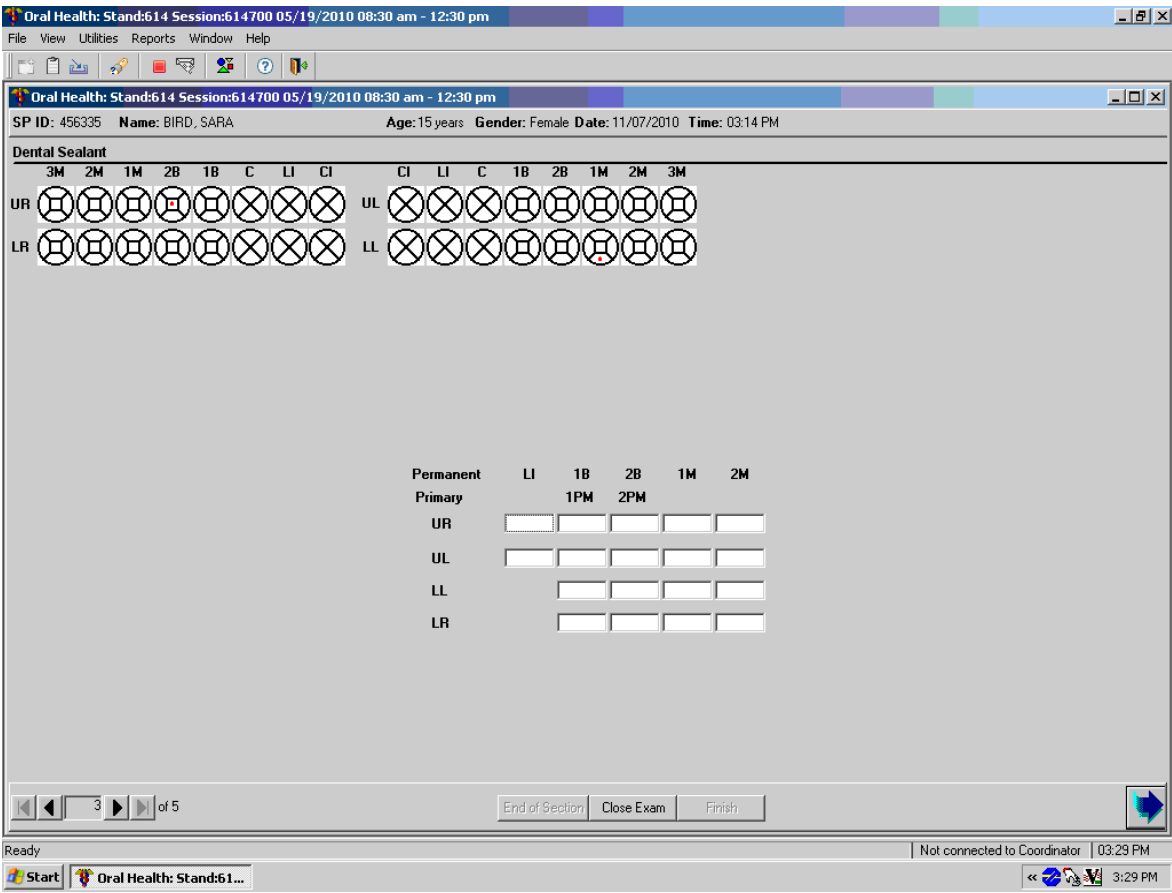 Oral Health: Stand:614 Session:614700 05/19/2010 08:30 am - 12:30 pm
File View Utilities Reports Window Help
Oral Health: Stand:614 Session:614700 05/19/2010 08:30 am - 12:30 pm
SP ID: 456335 Name: BIRD, SARA Age: 15 years Gender: Female Date: 11/07/2010 Time: 03:14 PM
Dental Sealant
3M 2M 1M 2B 1B C LI CI CI LI C 1B 2B 1M 2M 3M
UR UL
LR LL
Permanent LI 1B 2B 1M 2M
Primary 1PM 2PM
UR
UL
LL
LR
3 of 5 End of Section Close Exam Finish
Ready Not connected to Coordinator 03:29 PM
Start Oral Health: Stand:61... « 3:29 PM